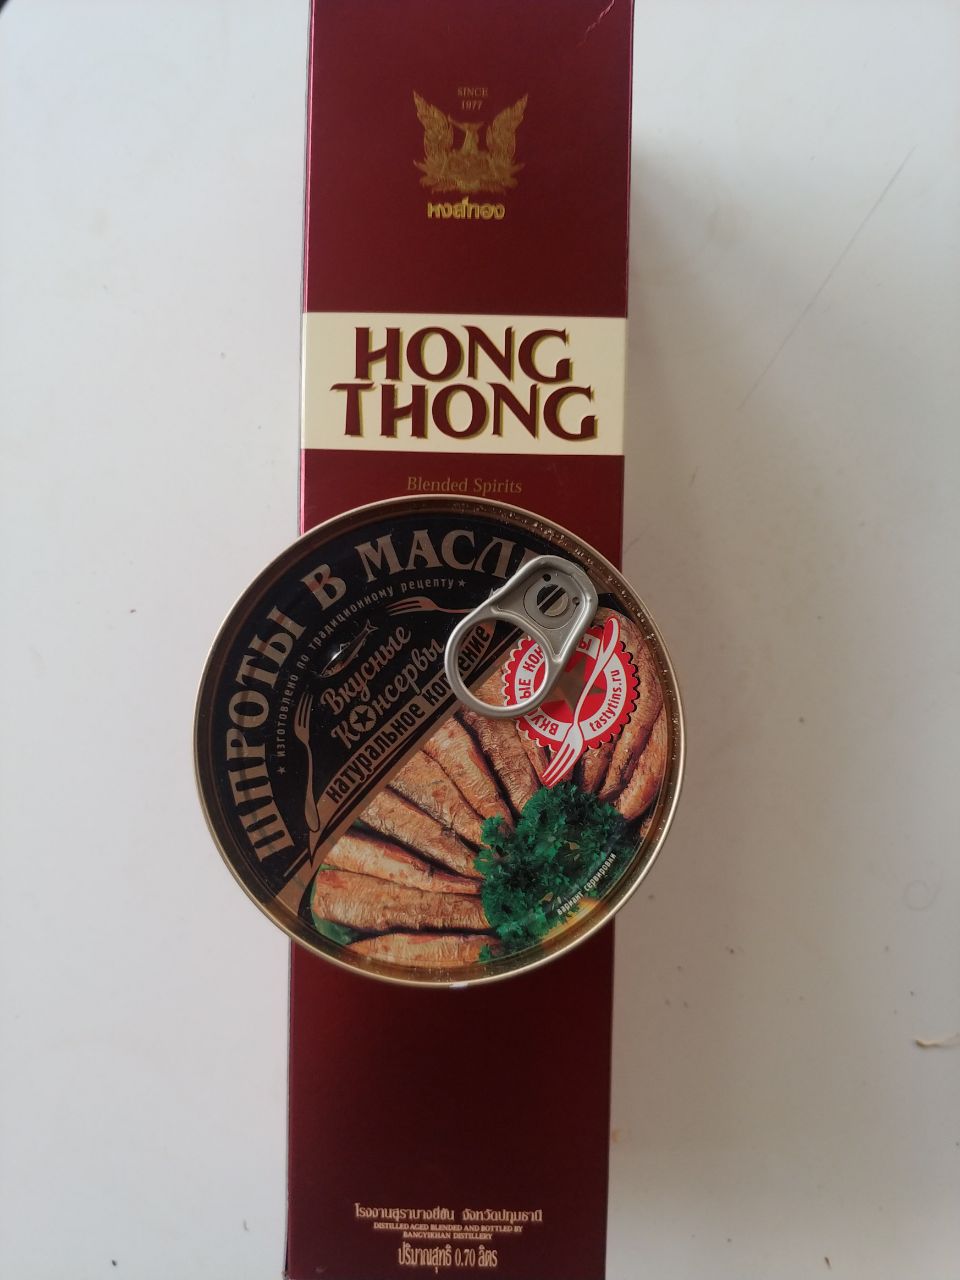 SINCE
1977
หงส์ทอง
HONG
THONG
Blended Spirits
ШПРОТЫ В МАСЛЕ
★ изготовлено по традиционному рецепту ★
Вкусные
Консервы
натуральное
tastytins.ru
вариант сервировки
โรงงานสุราบางยี่ขัน จังหวัดปทุมธานี
DISTILLED AGED BLENDED AND BOTTLED BY
BANGYIKHAN DISTILLERY
ปริมาณสุทธิ 0.70 ลิตร